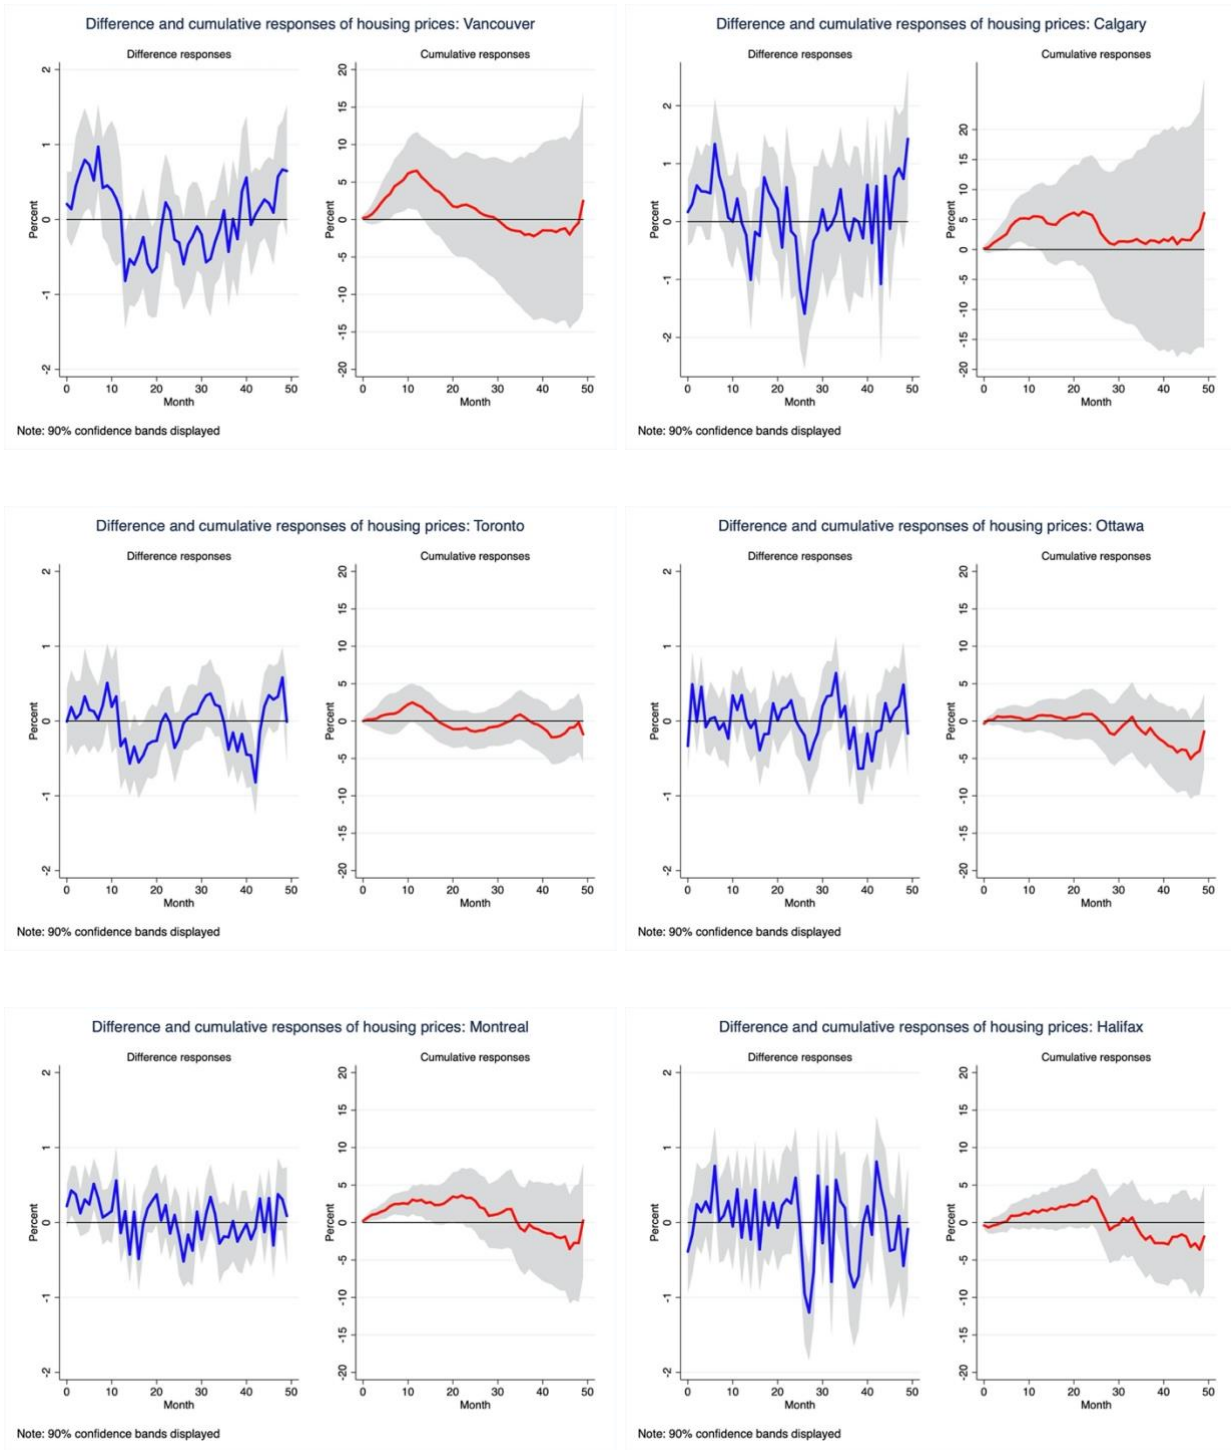 Difference and cumulative responses of housing prices: Vancouver
Difference responses
Cumulative responses
Percent
2
1
0
-1
-2
0 10 20 30 40 50
Month
Percent
20
15
10
5
0
-5
-10
-15
-20
0 10 20 30 40 50
Month
Note: 90% confidence bands displayed
Difference and cumulative responses of housing prices: Calgary
Difference responses
Cumulative responses
Percent
2
1
0
-1
-2
0 10 20 30 40 50
Month
Percent
20
15
10
5
0
-5
-10
-15
-20
0 10 20 30 40 50
Month
Note: 90% confidence bands displayed
Difference and cumulative responses of housing prices: Toronto
Difference responses
Cumulative responses
Percent
2
1
0
-1
-2
0 10 20 30 40 50
Month
Percent
20
15
10
5
0
-5
-10
-15
-20
0 10 20 30 40 50
Month
Note: 90% confidence bands displayed
Difference and cumulative responses of housing prices: Ottawa
Difference responses
Cumulative responses
Percent
2
1
0
-1
-2
0 10 20 30 40 50
Month
Percent
20
15
10
5
0
-5
-10
-15
-20
0 10 20 30 40 50
Month
Note: 90% confidence bands displayed
Difference and cumulative responses of housing prices: Montreal
Difference responses
Cumulative responses
Percent
2
1
0
-1
-2
0 10 20 30 40 50
Month
Percent
20
15
10
5
0
-5
-10
-15
-20
0 10 20 30 40 50
Month
Note: 90% confidence bands displayed
Difference and cumulative responses of housing prices: Halifax
Difference responses
Cumulative responses
Percent
2
1
0
-1
-2
0 10 20 30 40 50
Month
Percent
20
15
10
5
0
-5
-10
-15
-20
0 10 20 30 40 50
Month
Note: 90% confidence bands displayed